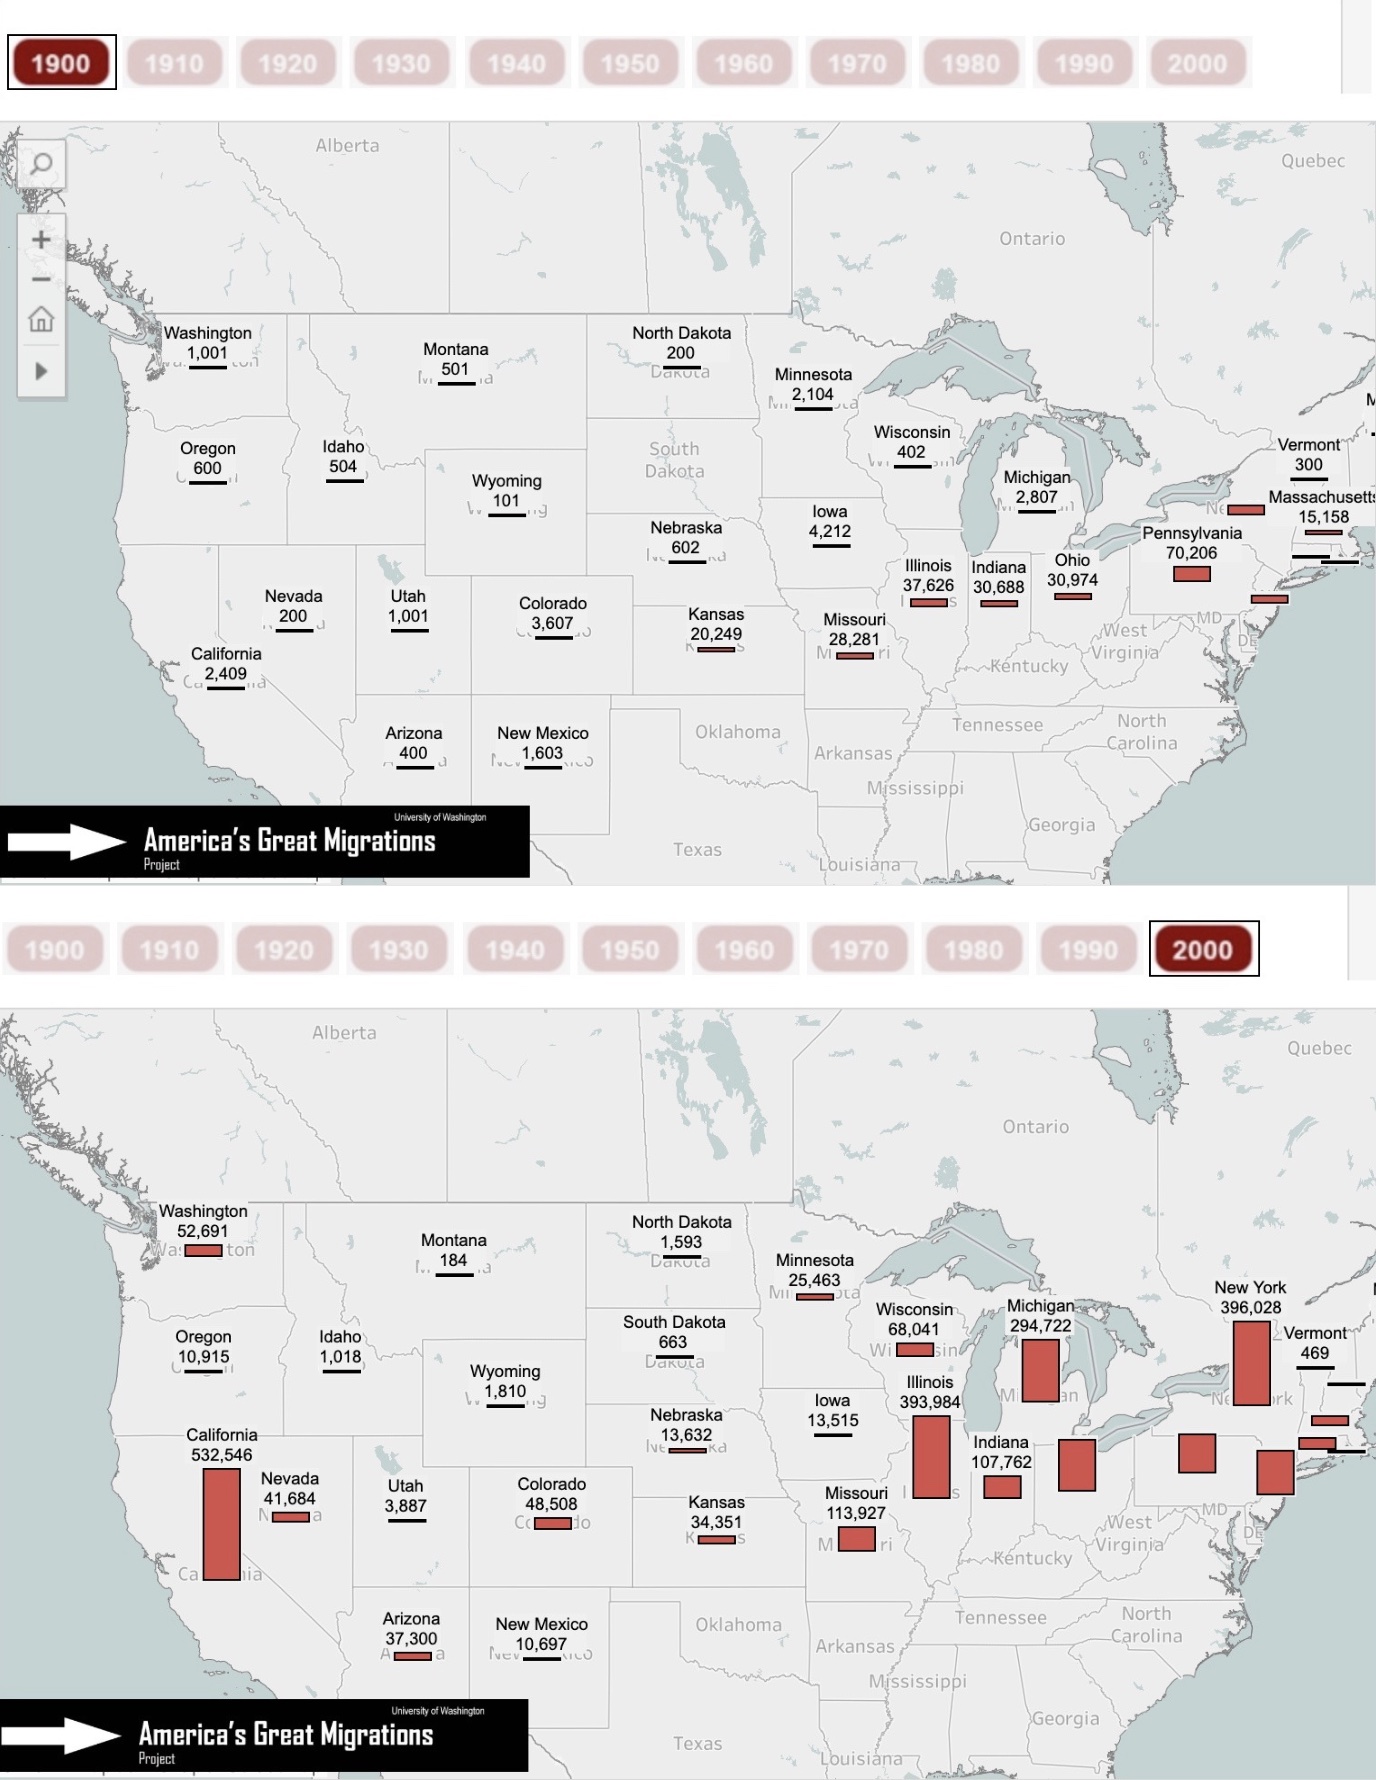 1900 1910 1920 1930 1940 1950 1960 1970 1980 1990 2000
Alberta
Quebec
Ontario
Washington
1,001
Montana
501
North Dakota
200
Dakota
Minnesota
2,104
Oregon
600
Idaho
504
South
Dakota
Wisconsin
402
Vermont
300
Wyoming
101
Michigan
2,807
Massachusetts
15,158
Iowa
4,212
Nebraska
602
Pennsylvania
70,206
Illinois
37,626
Indiana
30,688
Ohio
30,974
Nevada
200
Utah
1,001
Colorado
3,607
Kansas
20,249
Missouri
28,281
MD
DE
West
Virginia
California
2,409
Kentucky
Arizona
400
New Mexico
1,603
Oklahoma
Arkansas
Tennessee
North
Carolina
Mississippi
Georgia
Texas
Louisiana
University of Washington
America's Great Migrations
Project
1900 1910 1920 1930 1940 1950 1960 1970 1980 1990 2000
Alberta
Quebec
Ontario
Washington
52,691
Montana
184
North Dakota
1,593
Dakota
Minnesota
25,463
New York
396,028
Oregon
10,915
Idaho
1,018
South Dakota
663
Dakota
Wisconsin
68,041
Michigan
294,722
Vermont
469
Wyoming
1,810
Illinois
393,984
Iowa
13,515
Nebraska
13,632
California
532,546
Indiana
107,762
Nevada
41,684
Utah
3,887
Colorado
48,508
Kansas
34,351
Missouri
113,927
MD
DE
West
Virginia
Kentucky
Arizona
37,300
New Mexico
10,697
Oklahoma
Arkansas
Tennessee
North
Carolina
Mississippi
Georgia
Texas
Louisiana
University of Washington
America's Great Migrations
Project